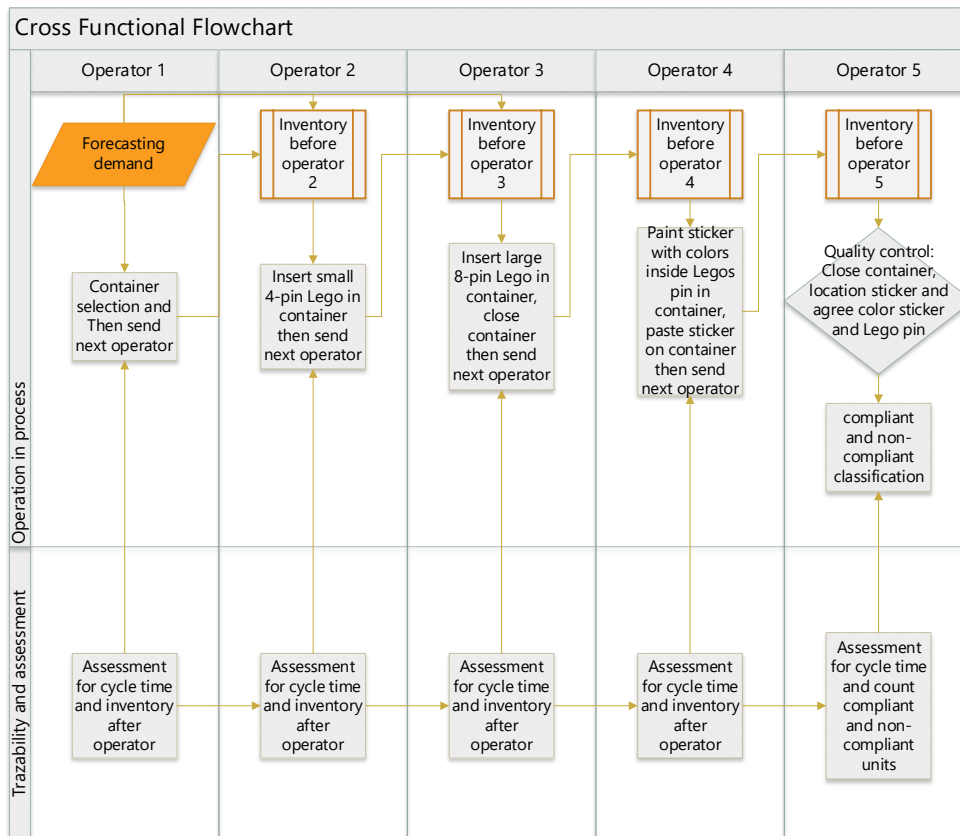 Cross Functional Flowchart
Operator 1
Operator 2
Operator 3
Operator 4
Operator 5
Operation in process
Forecasting
demand
Inventory
before
operator
2
Inventory
before
operator
3
Inventory
before
operator
4
Inventory
before
operator
5
Container
selection and
Then send
next operator
Insert small
4-pin Lego in
container
then send
next operator
Insert large
8-pin Lego in
container,
close
container
then send
next operator
Paint sticker
with colors
inside Legos
pin in
container,
paste sticker
on container
then send
next operator
Quality control:
Close container,
location sticker and
agree color sticker
and Lego pin
compliant
and non-
compliant
classification
Trazability and assessment
Assessment
for cycle time
and inventory
after
operator
Assessment
for cycle time
and inventory
after
operator
Assessment
for cycle time
and inventory
after
operator
Assessment
for cycle time
and inventory
after
operator
Assessment
for cycle time
and count
compliant
and non-
compliant
units